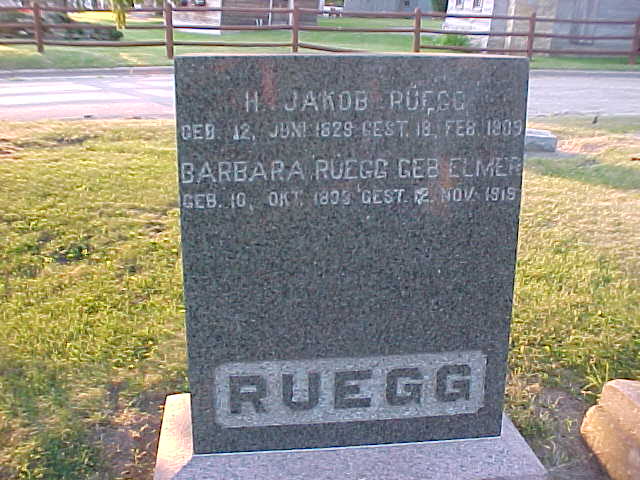 H. JAKOB RÜEGG
GEB. 12, JUNI 1829 GEST. 18, FEB. 1909
BARBARA RÜEGG GEB. ELMER
GEB. 10, OKT. GEST. 12, NOV. 1919
RUEGG